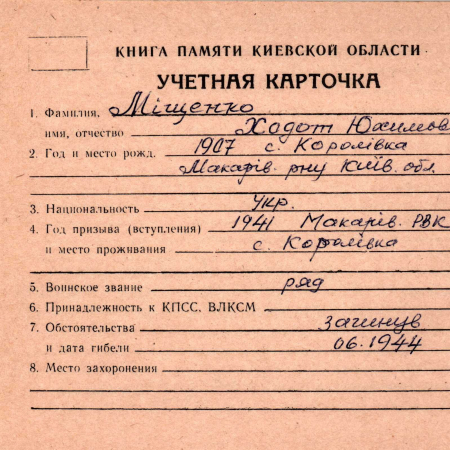 КНИГА ПАМЯТИ КИЕВСКОЙ ОБЛАСТИ
УЧЕТНАЯ КАРТОЧКА
1. Фамилия, Міщенко
имя, отчество Ходот Юхимов
2. Год и место рожд. 1907 с. Королівка
Макарів. рну Київ. обл.
3. Национальность Укр.
4. Год призыва (вступления) 1941 Макарів. РВК
и место проживания с. Королівка
5. Воинское звание ряд
6. Принадлежность к КПСС, ВЛКСМ
7. Обстоятельства загинув
и дата гибели 06.1944
8. Место захоронения